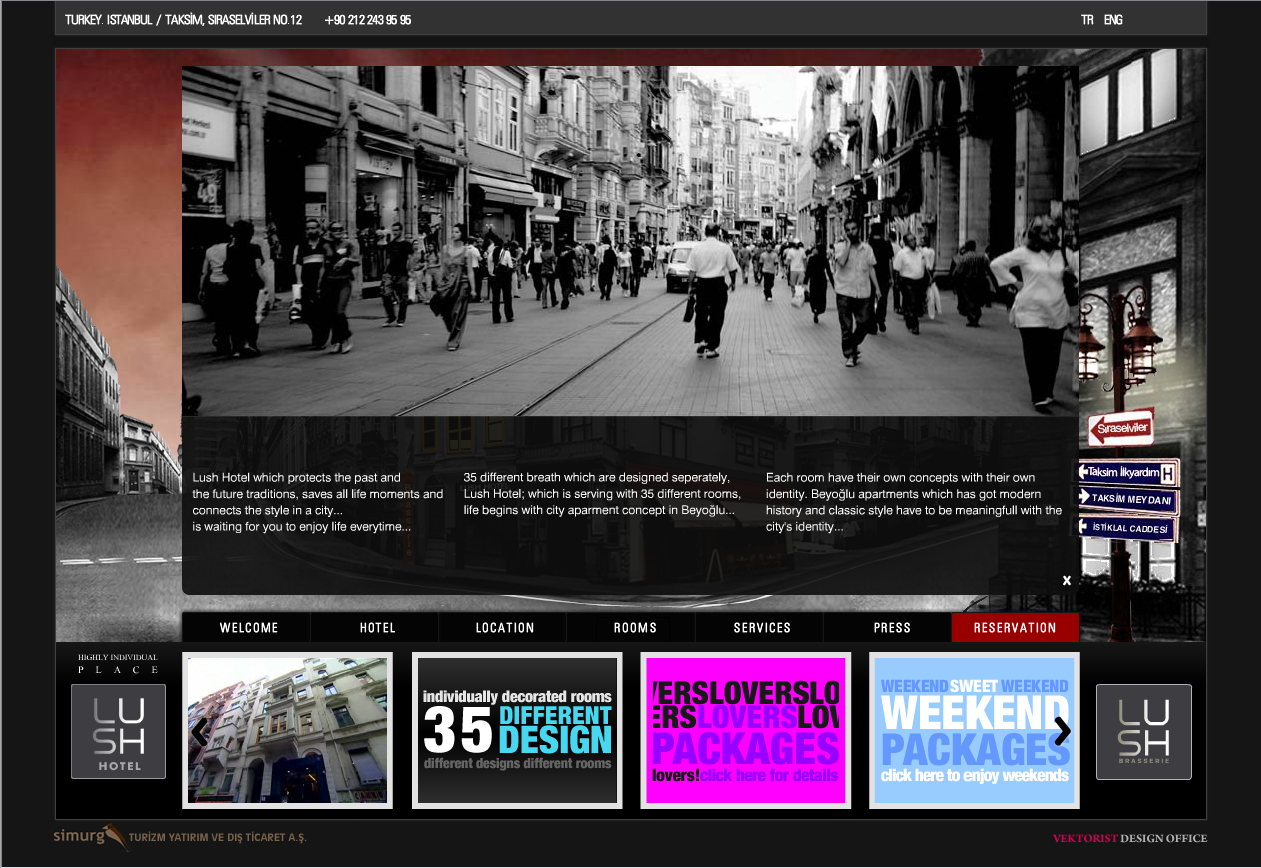 TURKEY. ISTANBUL / TAKSİM, SIRASELVİLER NO.12 +90 212 243 95 95
TR ENG
49
Sıraselviler
Taksim İlkyardım H
TAKSİM MEYDANI
İSTİKLAL CADDESİ
Lush Hotel which protects the past and
the future traditions, saves all life moments and
connects the style in a city...
is waiting for you to enjoy life everytime...
35 different breath which are designed seperately,
Lush Hotel; which is serving with 35 different rooms,
life begins with city aparment concept in Beyoğlu...
Each room have their own concepts with their own
identity. Beyoğlu apartments which has got modern
history and classic style have to be meaningfull with the
city's identity...
x
WELCOME HOTEL LOCATION ROOMS SERVICES PRESS RESERVATION
HIGHLY INDIVIDUAL
PLACE
LU
SH
HOTEL
individually decorated rooms
35 DIFFERENT
DESIGN
different designs different rooms
VERSLOVERSLO
ERSLOVERSLOV
PACKAGES
lovers!click here for details
WEEKEND SWEET WEEKEND
WEEKEND
PACKAGES
click here to enjoy weekends
LU
SH
BRASSERIE
simurg TURİZM YATIRIM VE DIŞ TİCARET A.Ş.
VEKTORIST DESIGN OFFICE